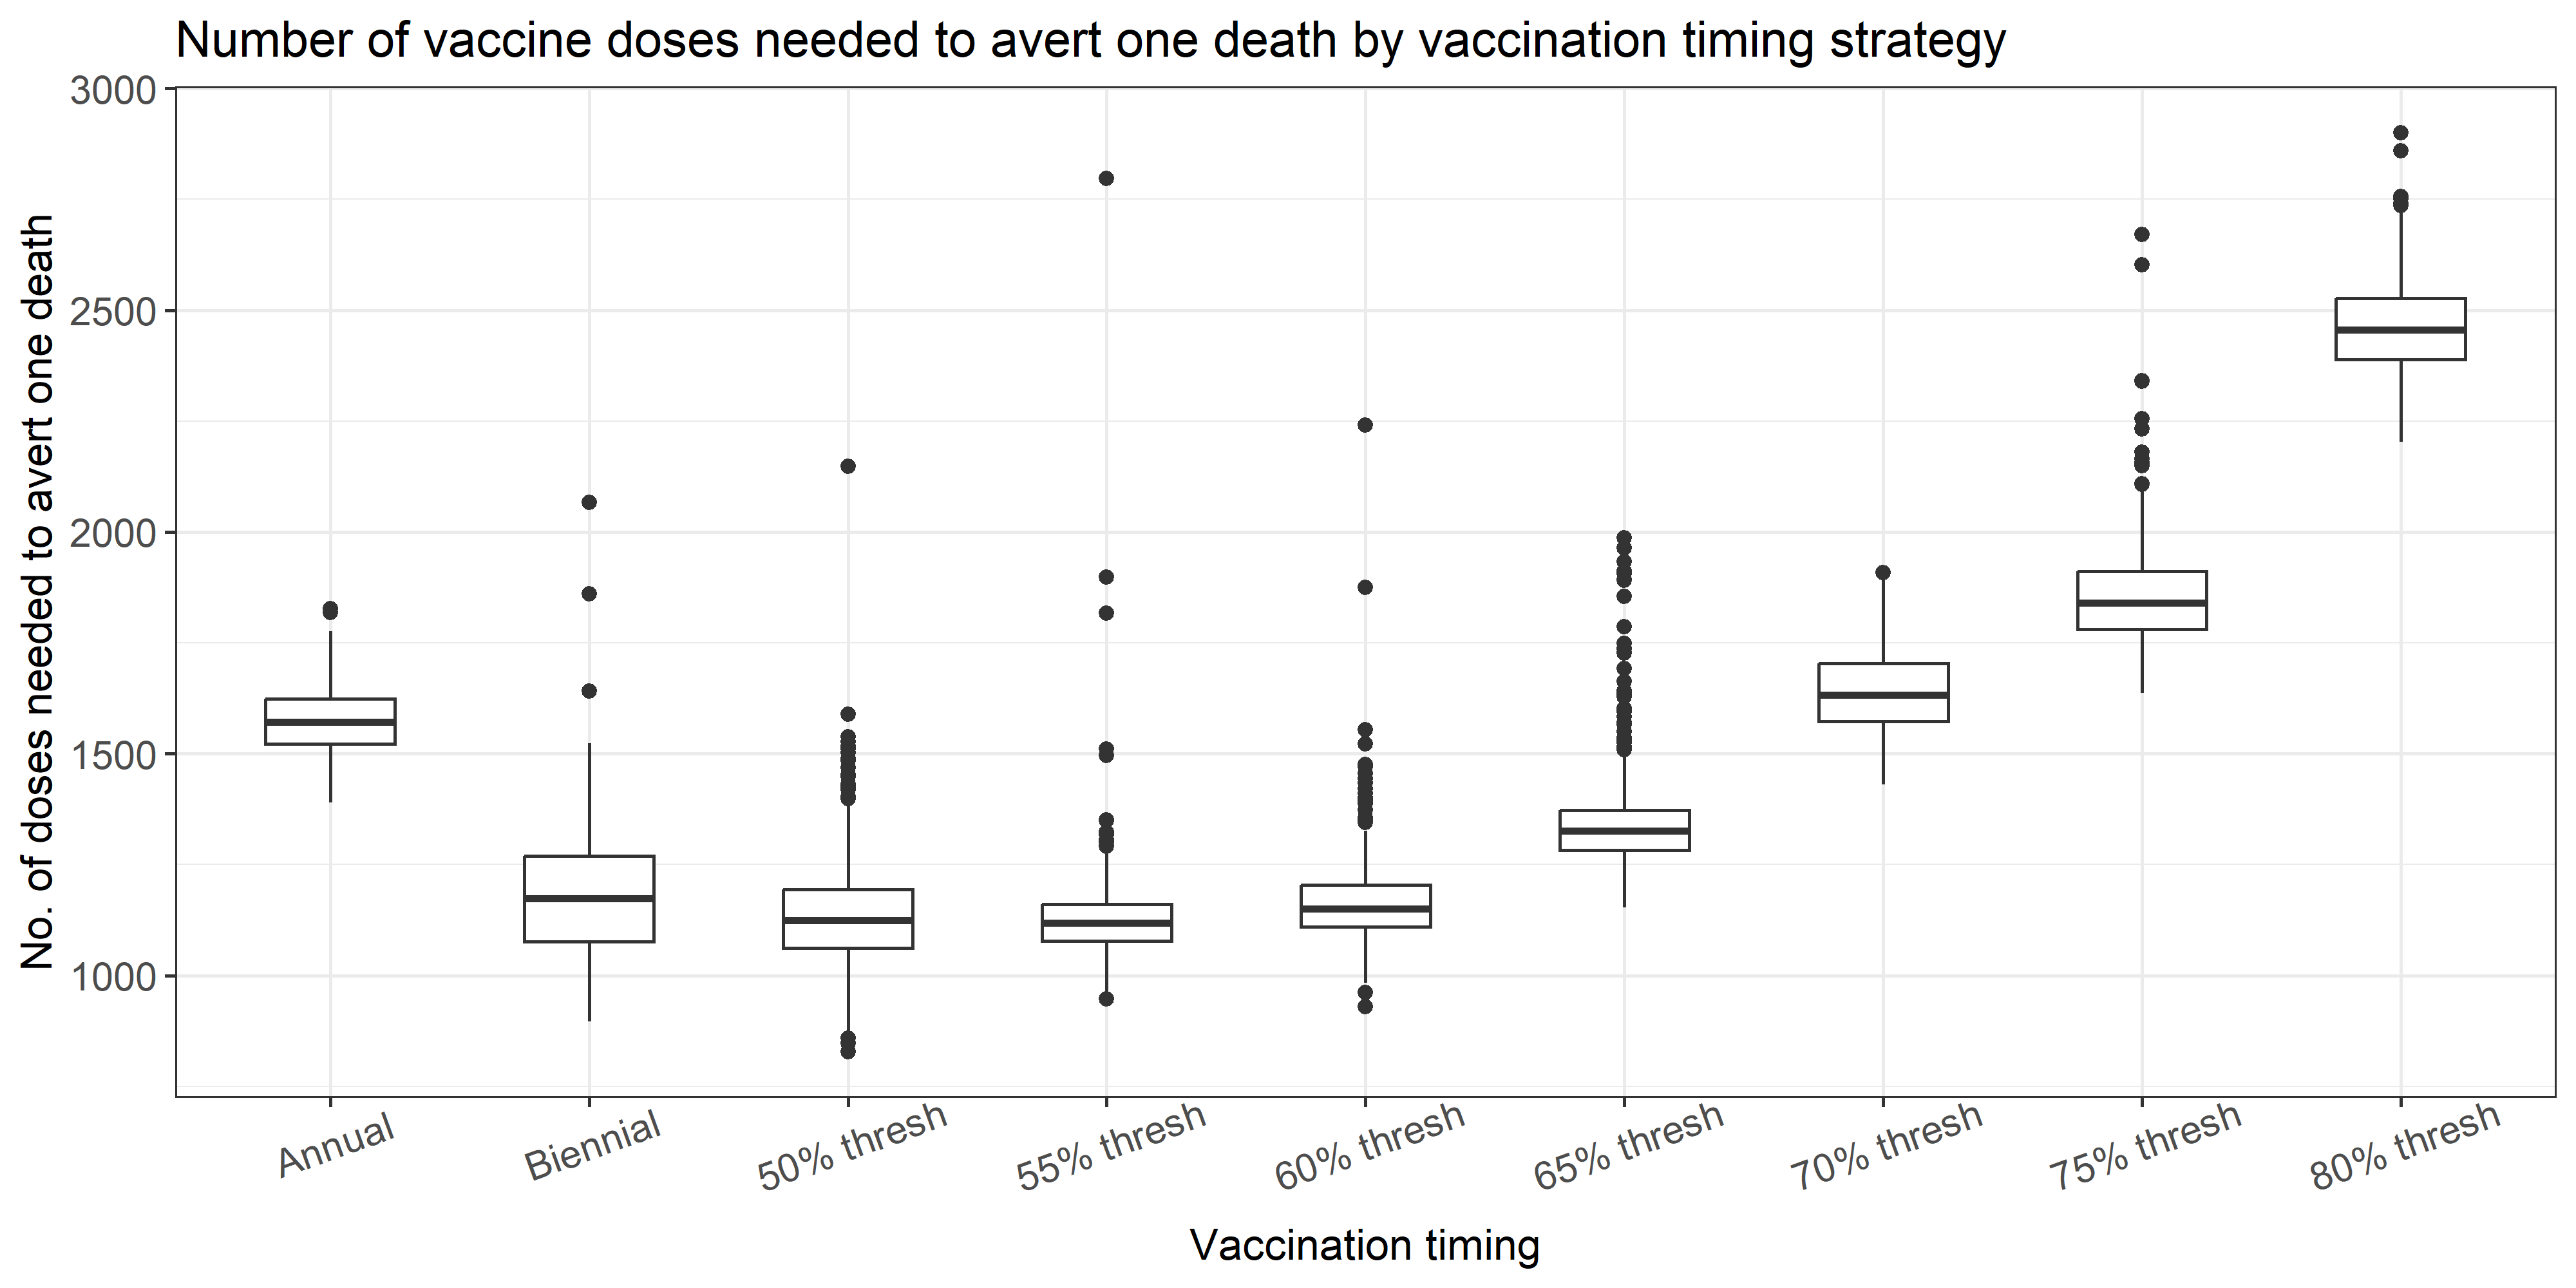 Number of vaccine doses needed to avert one death by vaccination timing strategy
No. of doses needed to avert one death
3000
2500
2000
1500
1000
Annual
Biennial
50% thresh
55% thresh
60% thresh
65% thresh
70% thresh
75% thresh
80% thresh
Vaccination timing